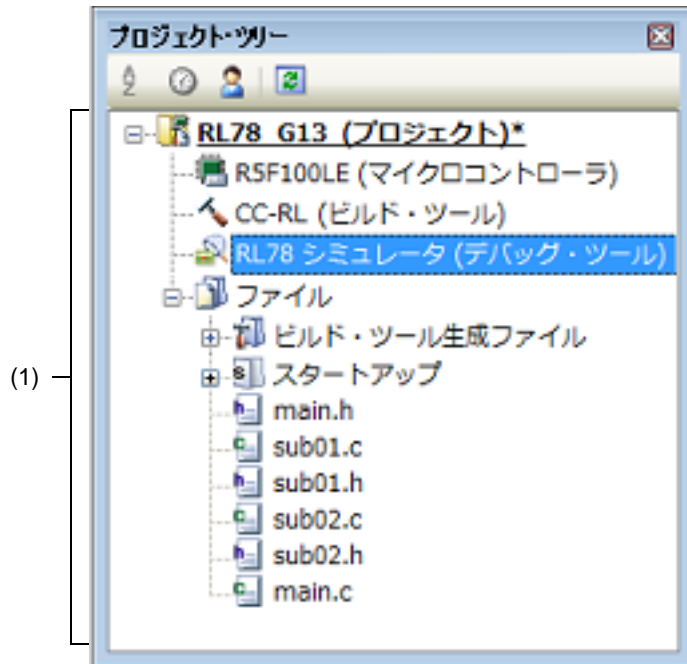 プロジェクト・ツリー
RL78_G13 (プロジェクト)*
R5F100LE (マイクロコントローラ)
CC-RL (ビルド・ツール)
RL78 シミュレータ (デバッグ・ツール)
ファイル
ビルド・ツール生成ファイル
スタートアップ
(1)
main.h
sub01.c
sub01.h
sub02.c
sub02.h
main.c